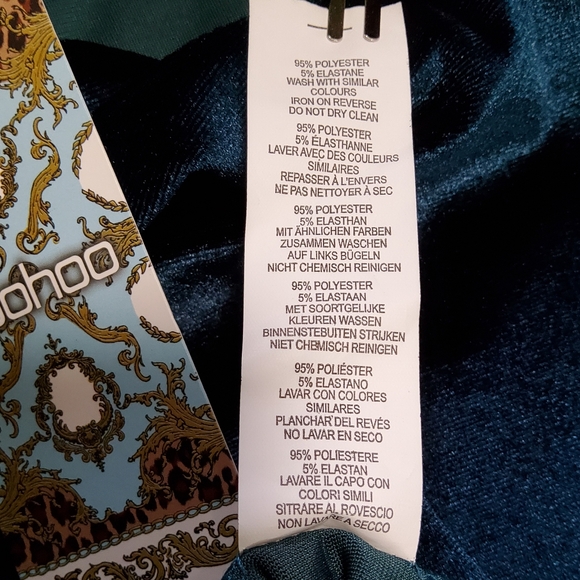 ohoo
95% POLYESTER
5% ELASTANE
WASH WITH SIMILAR
COLOURS
IRON ON REVERSE
DO NOT DRY CLEAN
95% POLYESTER
5% ÉLASTHANNE
LAVER AVEC DES COULEURS
SIMILAIRES
REPASSER À L'ENVERS
NE PAS NETTOYER À SEC
95% POLYESTER
5% ELASTHAN
MIT ÄHNLICHEN FARBEN
ZUSAMMEN WASCHEN
AUF LINKS BÜGELN
NICHT CHEMISCH REINIGEN
95% POLYESTER
5% ELASTAAN
MET SOORTGELIJKE
KLEUREN WASSEN
BINNENSTEBUITEN STRIJKEN
NIET CHEMISCH REINIGEN
95% POLIÉSTER
5% ELASTANO
LAVAR CON COLORES
SIMILARES
PLANCHAR DEL REVÉS
NO LAVAR EN SECO
95% POLIESTERE
5% ELASTAN
LAVARE IL CAPO CON
COLORI SIMILI
SITRARE AL ROVESCIO
NON LAVARE A SECCO